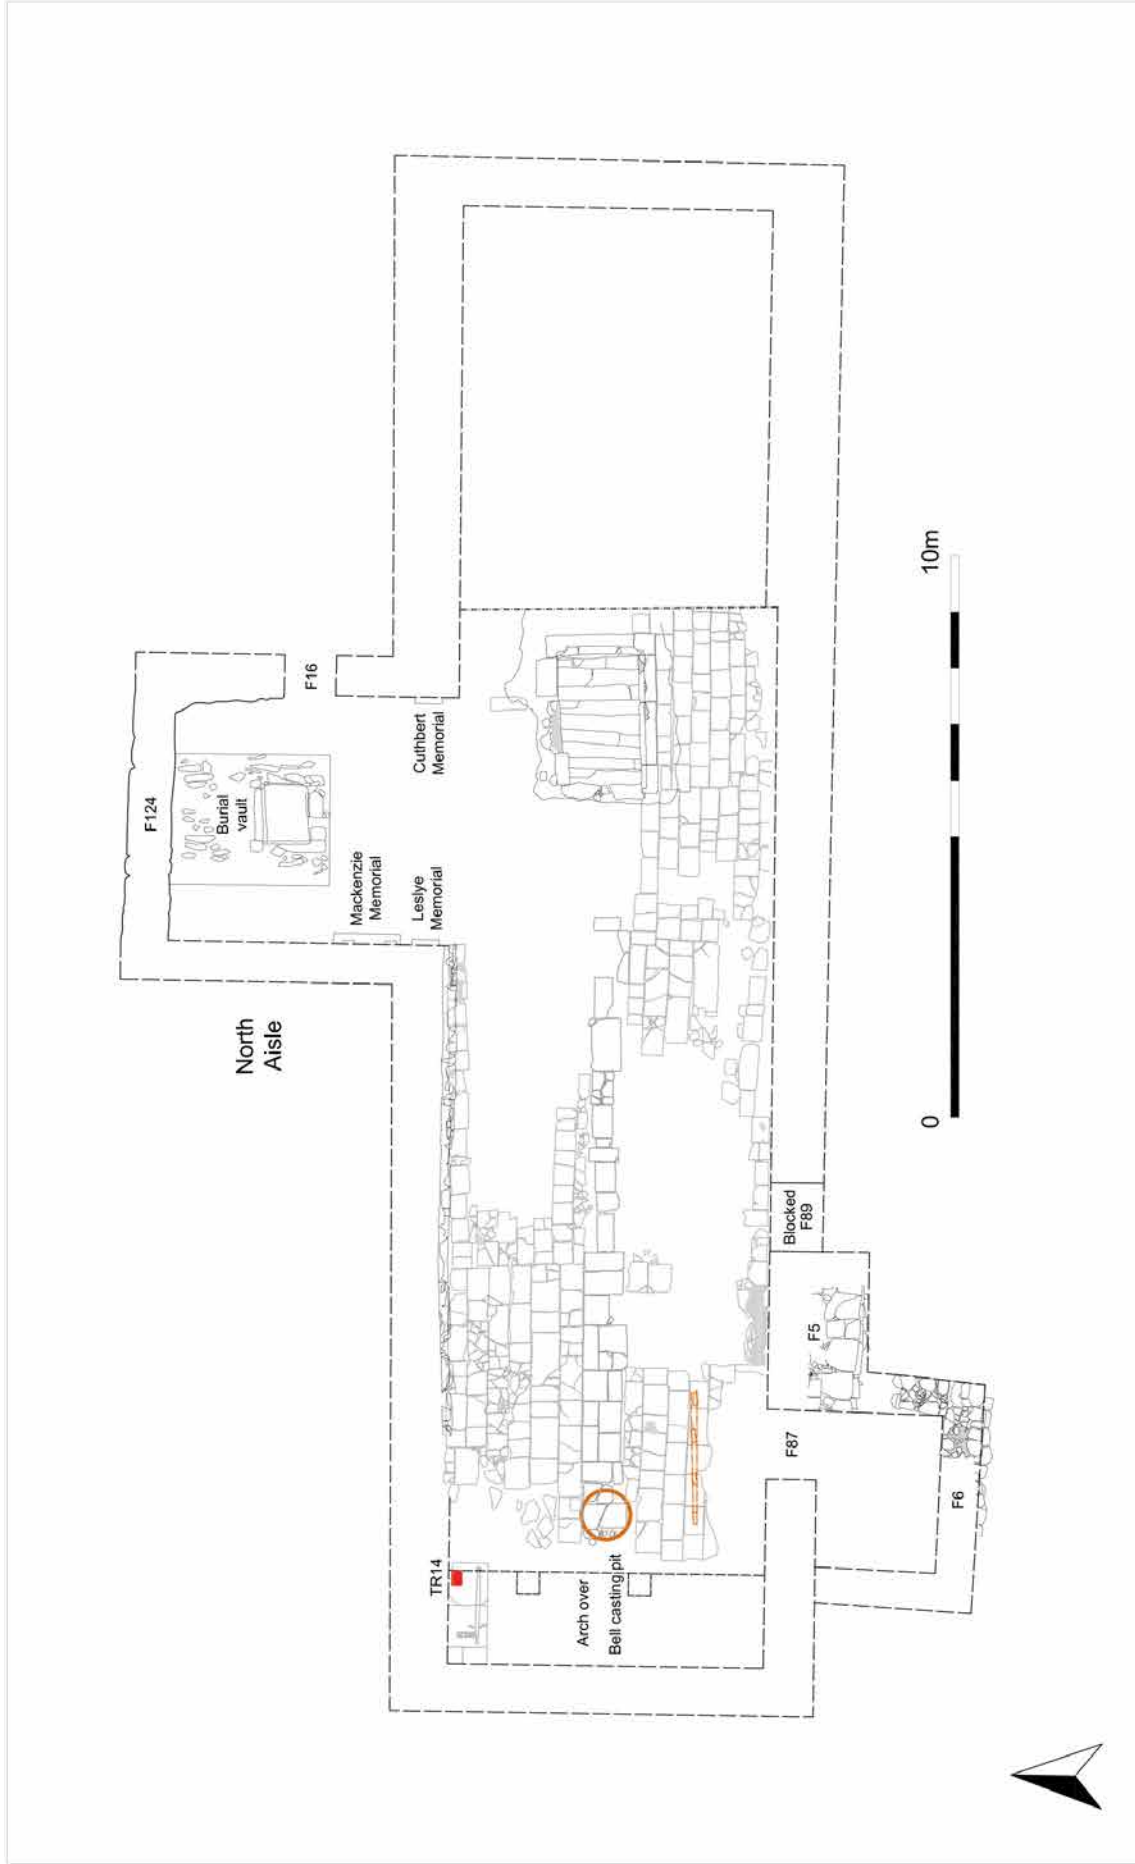 F124
Burial
vault
F16
Mackenzie
Memorial
Leslye
Memorial
Cuthbert
Memorial
North
Aisle
TR14
Arch over
Bell casting pit
F87
F5
Blocked
F89
F6
0
10m